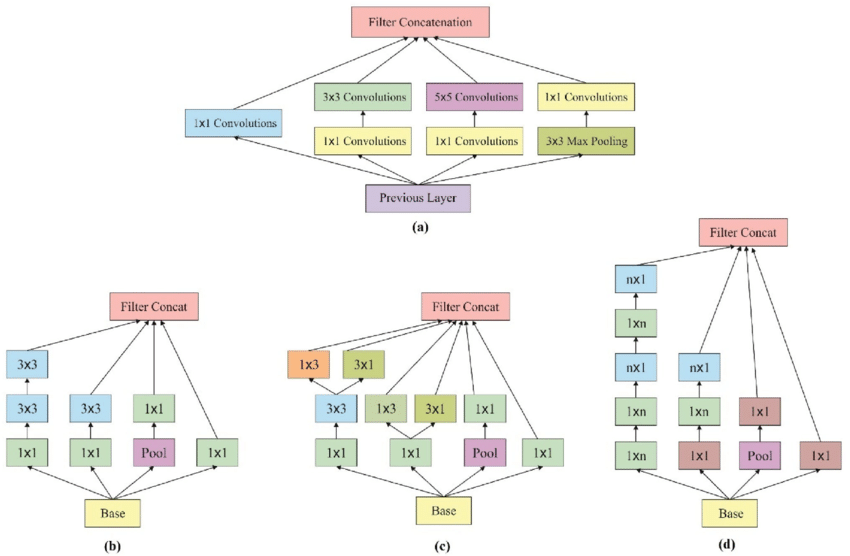 Filter Concatenation
3x3 Convolutions 5x5 Convolutions 1x1 Convolutions
1x1 Convolutions
1x1 Convolutions 1x1 Convolutions 3x3 Max Pooling
Previous Layer
(a)
Filter Concat
3x3
3x3 3x3 1x1
1x1 1x1 Pool 1x1
Base
(b)
Filter Concat
1x3 3x1
3x3 1x3 3x1 1x1
1x1 1x1 Pool 1x1
Base
(c)
Filter Concat
nx1
1xn
nx1 nx1
1xn 1xn 1x1
1xn 1x1 Pool 1x1
Base
(d)